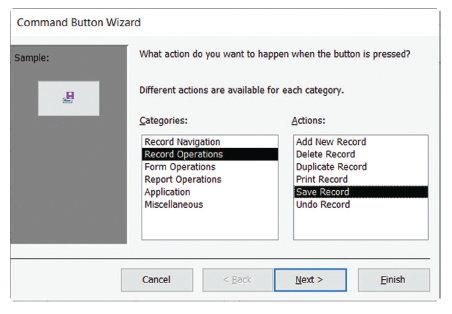 Command Button Wizard
Sample:
What action do you want to happen when the button is pressed?
Different actions are available for each category.
Categories:
Record Navigation
Record Operations
Form Operations
Report Operations
Application
Miscellaneous
Actions:
Add New Record
Delete Record
Duplicate Record
Print Record
Save Record
Undo Record
Cancel
< Back
Next >
Finish